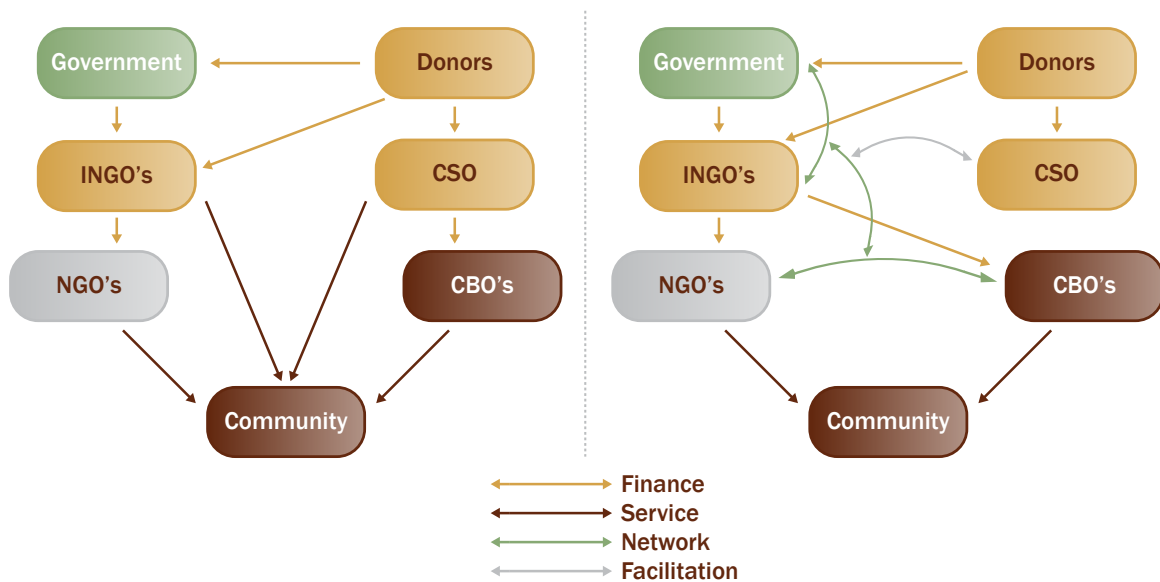 Government
Donors
INGO's
CSO
NGO's
CBO's
Community
Government
Donors
INGO's
CSO
NGO's
CBO's
Community
Finance
Service
Network
Facilitation